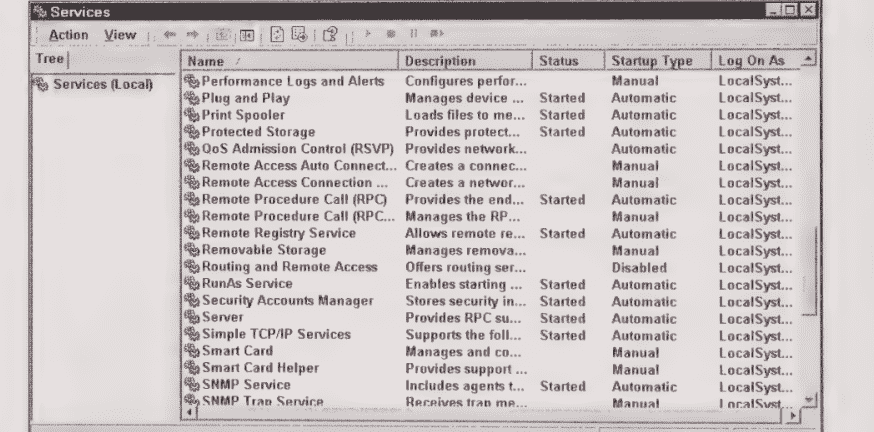 Services
Action View
Tree
Services (Local)
Name / Description Status Startup Type Log On As
Performance Logs and Alerts Configures perfor... Manual LocalSyst...
Plug and Play Manages device ... Started Automatic LocalSyst...
Print Spooler Loads files to me... Started Automatic LocalSyst...
Protected Storage Provides protect... Started Automatic LocalSyst...
QoS Admission Control (RSVP) Provides network... Automatic LocalSyst...
Remote Access Auto Connect... Creates a connec... Manual LocalSyst...
Remote Access Connection ... Creates a networ... Manual LocalSyst...
Remote Procedure Call (RPC) Provides the end... Started Automatic LocalSyst...
Remote Procedure Call (RPC... Manages the RP... Manual LocalSyst...
Remote Registry Service Allows remote re... Started Automatic LocalSyst...
Removable Storage Manages remova... Manual LocalSyst...
Routing and Remote Access Offers routing ser... Disabled LocalSyst...
RunAs Service Enables starting ... Started Automatic LocalSyst...
Security Accounts Manager Stores security in... Started Automatic LocalSyst...
Server Provides RPC su... Started Automatic LocalSyst...
Simple TCP/IP Services Supports the foll... Started Automatic LocalSyst...
Smart Card Manages and co... Manual LocalSyst...
Smart Card Helper Provides support ... Manual LocalSyst...
SNMP Service Includes agents t... Started Automatic LocalSyst...
SNMP Trap Service Receives trap me... Manual LocalSyst...